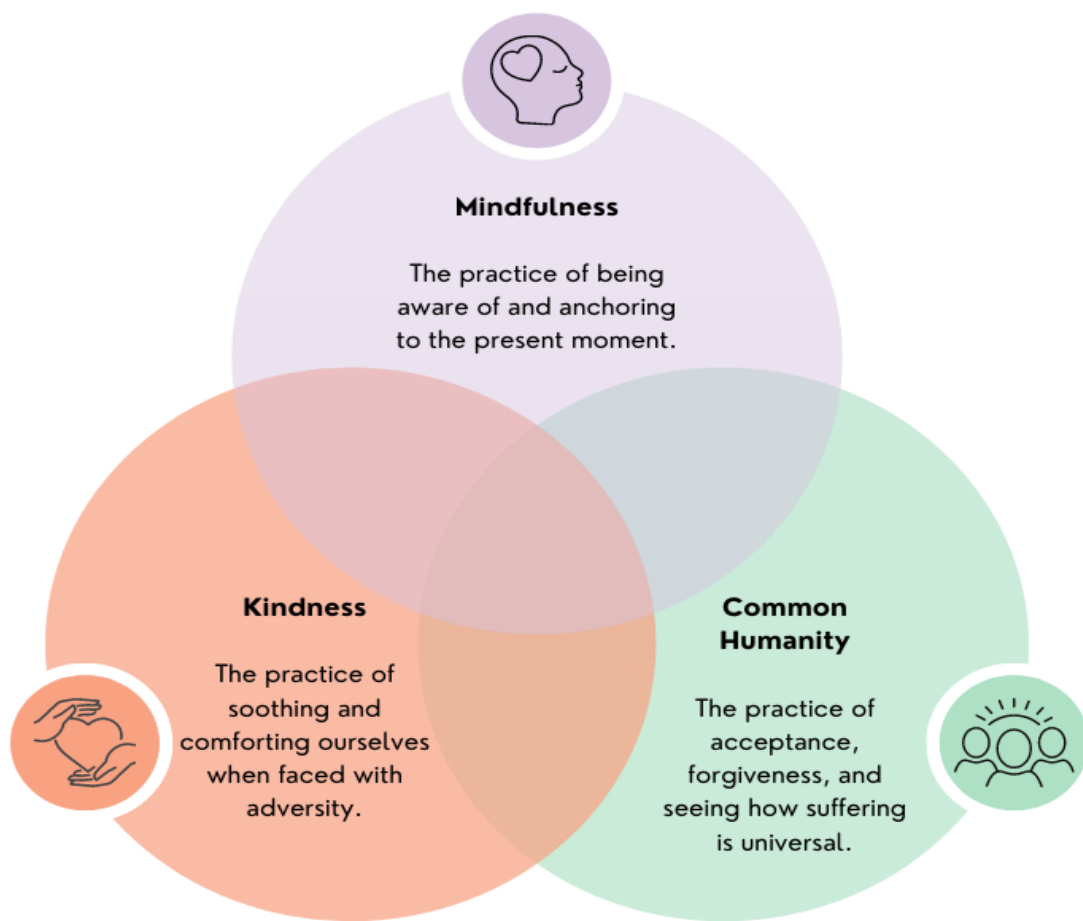 Mindfulness
The practice of being
aware of and anchoring
to the present moment.
Kindness
The practice of
soothing and
comforting ourselves
when faced with
adversity.
Common
Humanity
The practice of
acceptance,
forgiveness, and
seeing how suffering
is universal.